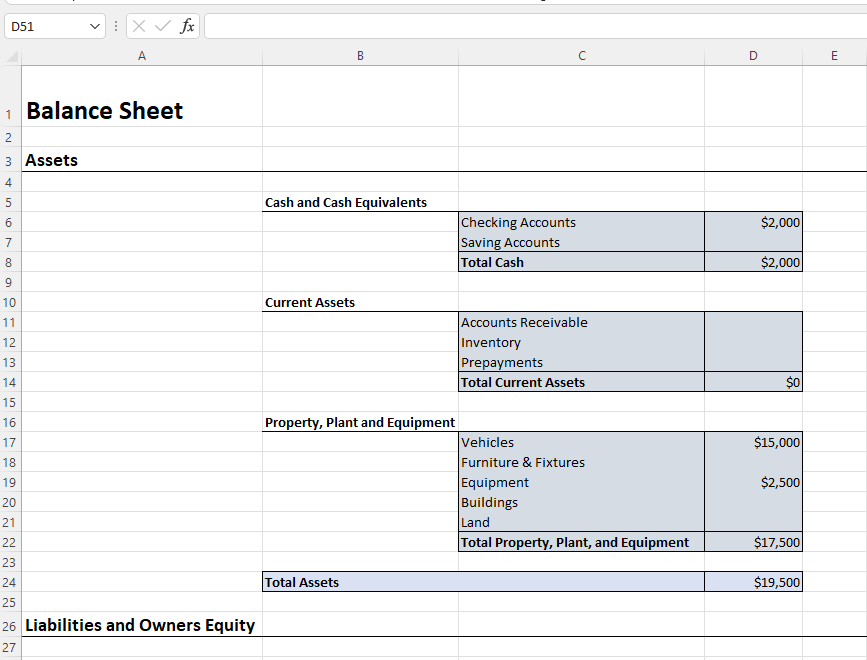 D51 fx
A B C D E
1 Balance Sheet
2
3 Assets
4
5 Cash and Cash Equivalents
6 Checking Accounts $2,000
7 Saving Accounts
8 Total Cash $2,000
9
10 Current Assets
11 Accounts Receivable
12 Inventory
13 Prepayments
14 Total Current Assets $0
15
16 Property, Plant and Equipment
17 Vehicles $15,000
18 Furniture & Fixtures
19 Equipment $2,500
20 Buildings
21 Land
22 Total Property, Plant, and Equipment $17,500
23
24 Total Assets $19,500
25
26 Liabilities and Owners Equity
27